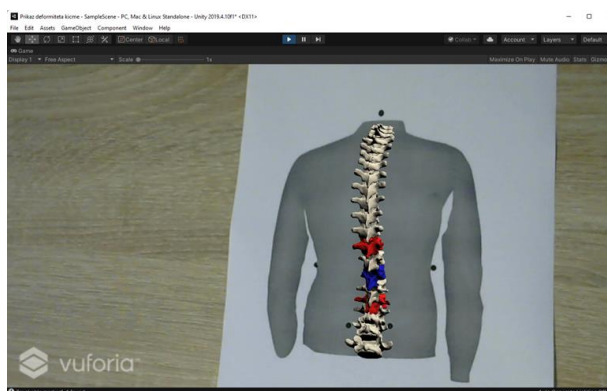 Prikaz deformiteta kicme - SampleScene - PC, Mac & Linux Standalone - Unity 2019.4.10f1* <DX11>
File Edit Assets GameObject Component Window Help
Center Local Collab Account Layers Default
Game
Display 1 Free Aspect Scale 1x Maximize On Play Mute Audio Stats Gizmo
vuforia